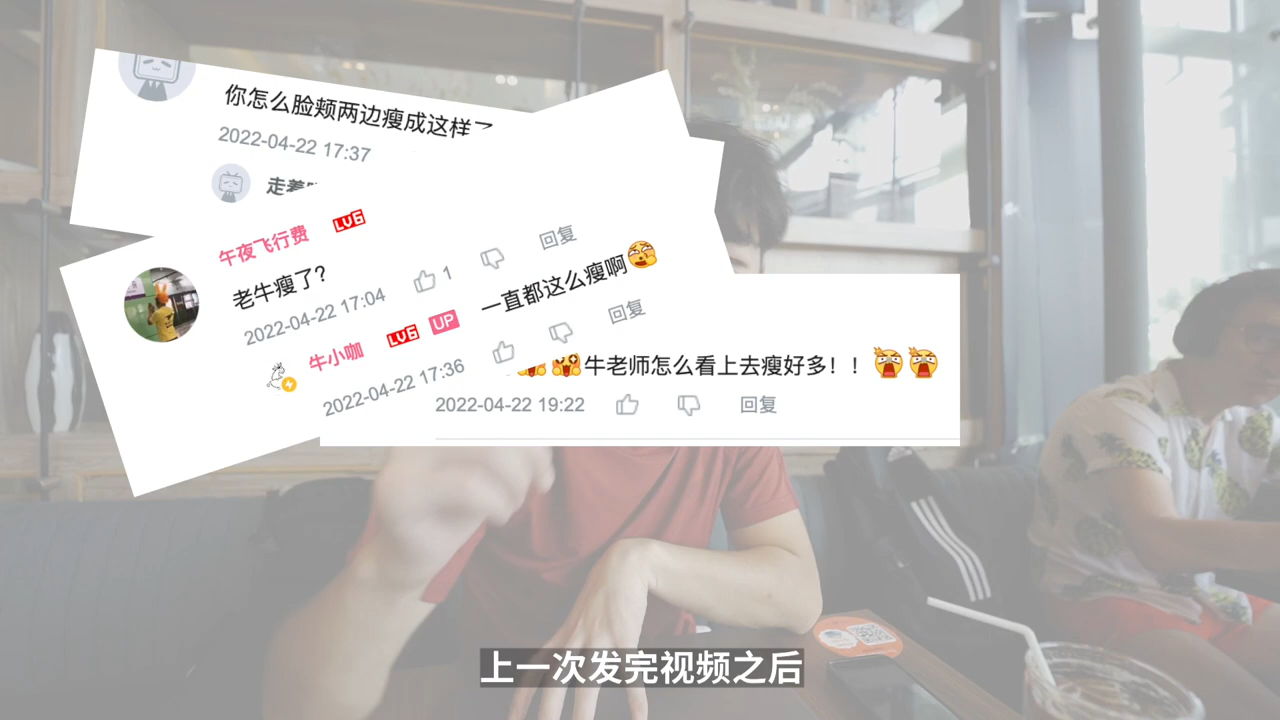 你怎么脸颊两边瘦成这样了
2022-04-22 17:37
走着
午夜飞行费 LV6
老牛瘦了?
2022-04-22 17:04 1 回复
牛小咖 LV6 UP 一直都这么瘦啊
2022-04-22 17:36 回复
牛老师怎么看上去瘦好多!!
2022-04-22 19:22 回复
上一次发完视频之后